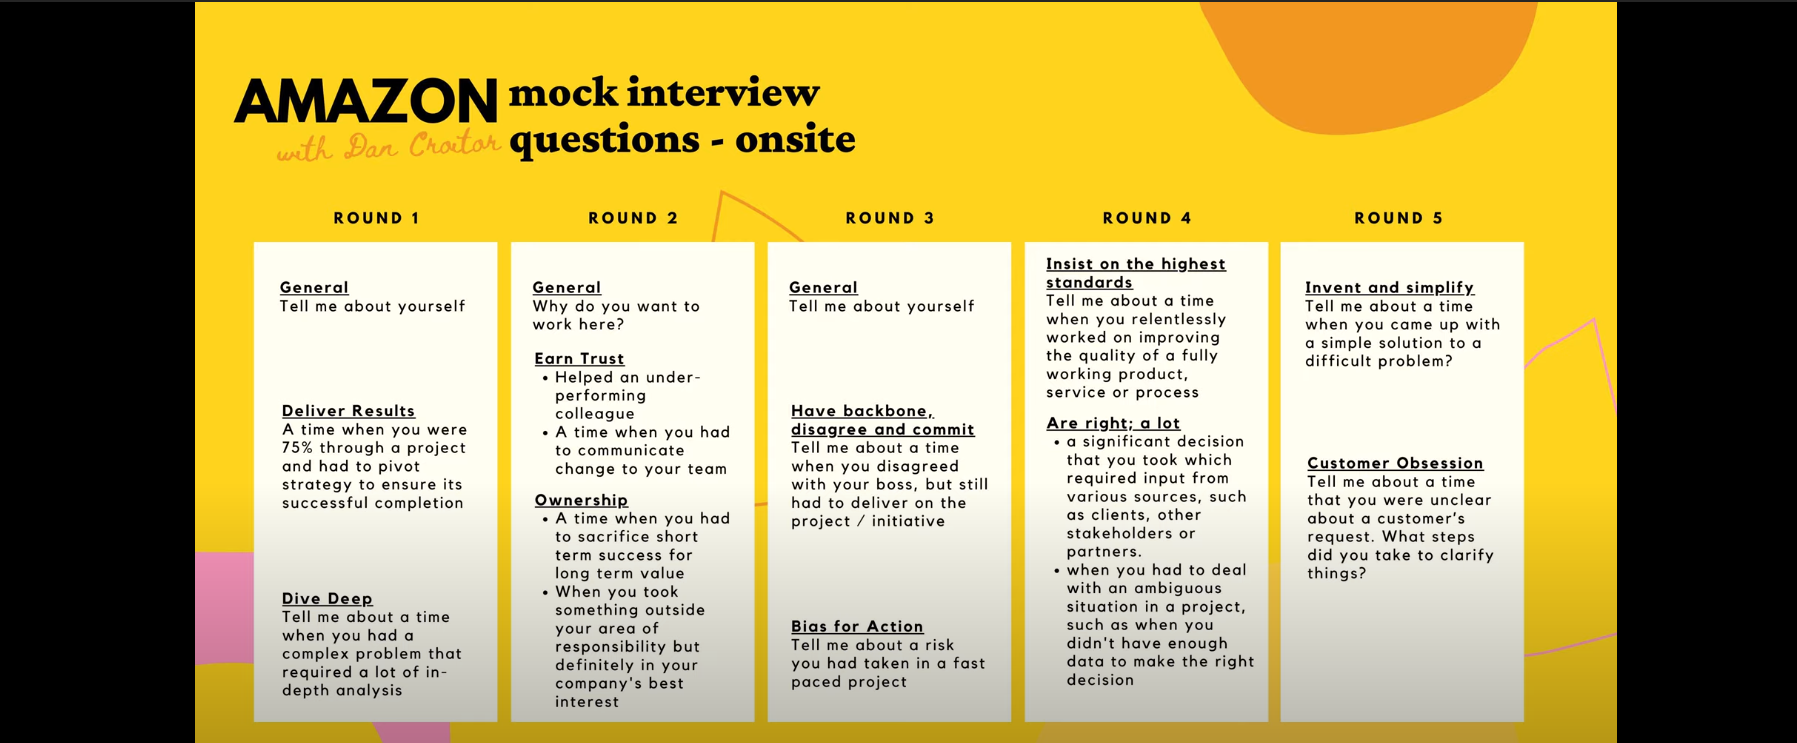 AMAZON mock interview
with Dan Croitor questions - onsite
ROUND 1
General
Tell me about yourself
Deliver Results
A time when you were
75% through a project
and had to pivot
strategy to ensure its
successful completion
Dive Deep
Tell me about a time
when you had a
complex problem that
required a lot of in-
depth analysis
ROUND 2
General
Why do you want to
work here?
Earn Trust
• Helped an under-
performing
colleague
• A time when you had
to communicate
change to your team
Ownership
• A time when you had
to sacrifice short
term success for
long term value
• When you took
something outside
your area of
responsibility but
definitely in your
company's best
interest
ROUND 3
General
Tell me about yourself
Have backbone,
disagree and commit
Tell me about a time
when you disagreed
with your boss, but still
had to deliver on the
project / initiative
Bias for Action
Tell me about a risk
you had taken in a fast
paced project
ROUND 4
Insist on the highest
standards
Tell me about a time
when you relentlessly
worked on improving
the quality of a fully
working product,
service or process
Are right; a lot
• a significant decision
that you took which
required input from
various sources, such
as clients, other
stakeholders or
partners.
• when you had to deal
with an ambiguous
situation in a project,
such as when you
didn't have enough
data to make the right
decision
ROUND 5
Invent and simplify
Tell me about a time
when you came up with
a simple solution to a
difficult problem?
Customer Obsession
Tell me about a time
that you were unclear
about a customer's
request. What steps
did you take to clarify
things?